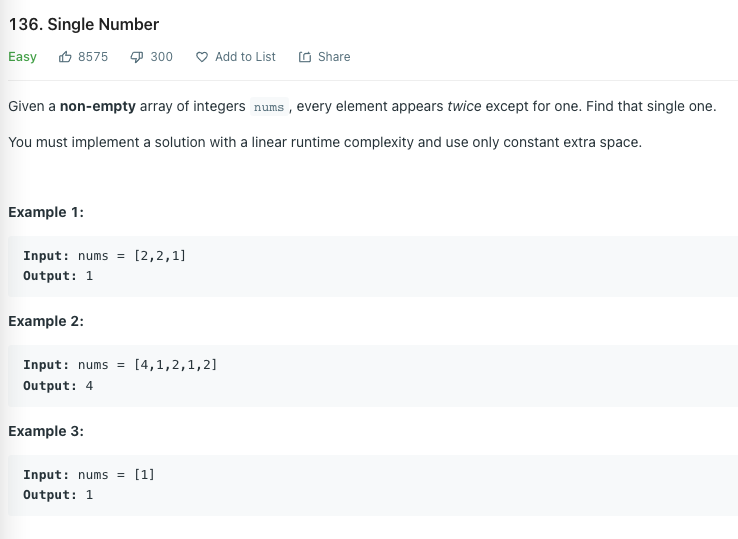 136. Single Number
Easy 8575 300 Add to List Share
Given a non-empty array of integers nums, every element appears twice except for one. Find that single one.
You must implement a solution with a linear runtime complexity and use only constant extra space.
Example 1:
Input: nums = [2,2,1]
Output: 1
Example 2:
Input: nums = [4,1,2,1,2]
Output: 4
Example 3:
Input: nums = [1]
Output: 1